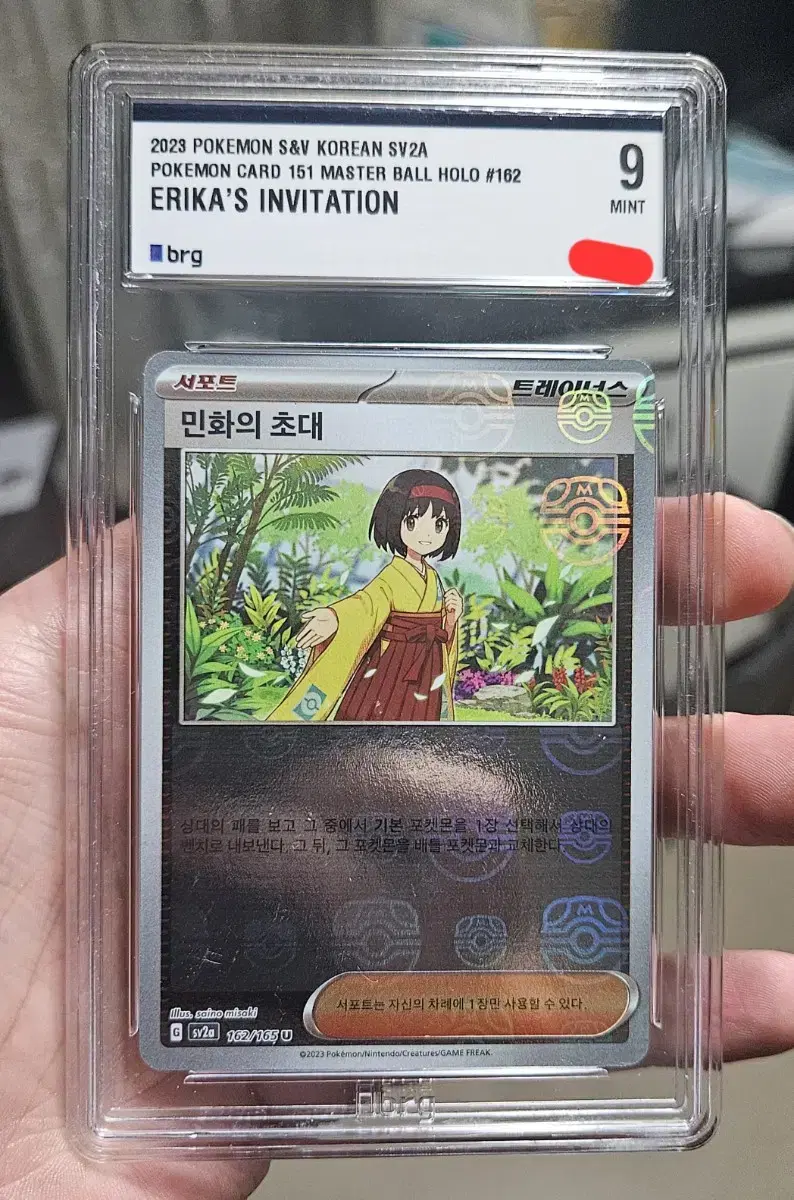 2023 POKEMON S&V KOREAN SV2A
POKEMON CARD 151 MASTER BALL HOLO #162
ERIKA'S INVITATION
9
MINT
brg
서포트
트레이너스
민화의 초대
상대의 패를 보고 그 중에서 기본 포켓몬을 1장 선택해서 상대의
벤치로 내보낸다. 그 뒤, 그 포켓몬을 배틀 포켓몬과 교체한다.
서포트는 자신의 차례에 1장만 사용할 수 있다.
Illus. saino misaki
G sv2a 162/165 U
©2023 Pokémon/Nintendo/Creatures/GAME FREAK.
brg